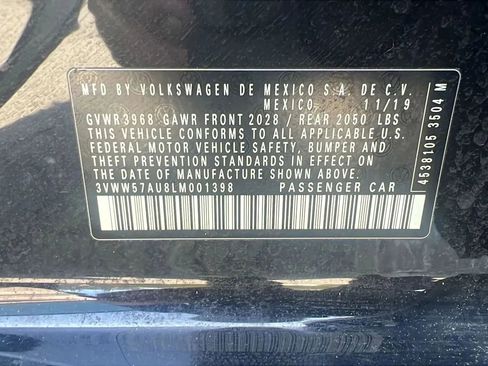 MFD BY VOLKSWAGEN DE MEXICO S.A. DE C.V.
MEXICO 11/19
GVWR3968 GAWR FRONT 2028 / REAR 2050 LBS
THIS VEHICLE CONFORMS TO ALL APPLICABLE U.S.
FEDERAL MOTOR VEHICLE SAFETY, BUMPER AND
THEFT PREVENTION STANDARDS IN EFFECT ON THE
DATE OF MANUFACTURE SHOWN ABOVE.
3VWW57AU8LM001398 PASSENGER CAR
4538105 3504 M